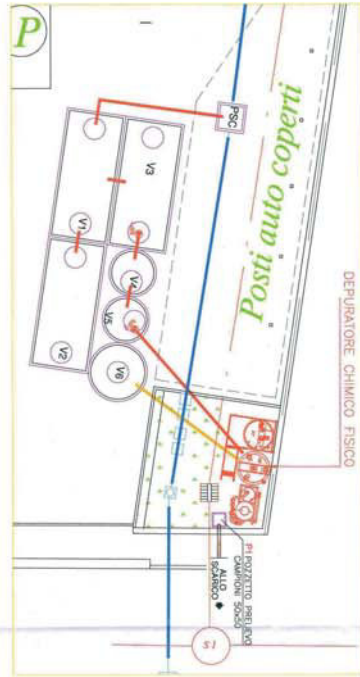 P
PSC
Posti auto coperti
V3
V1
V4
V5
V2
V6
DEPURATORE CHIMICO FISICO
P1 POZZETTO PRELIEVO
CAMPIONI 50x50
ALLO
SCARICO
S1